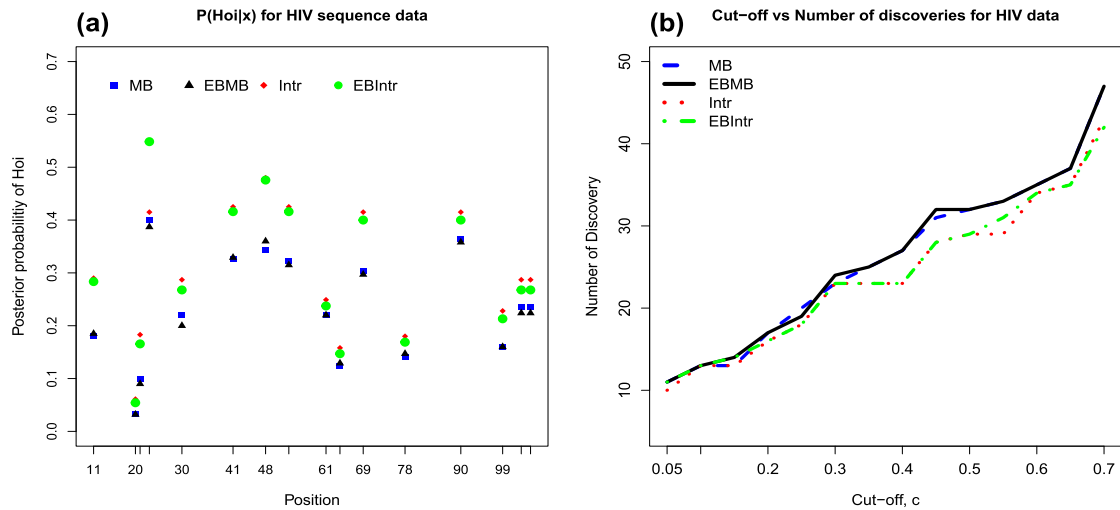 (a)
P(Hoi|x) for HIV sequence data
MB EBMB Intr EBIntr
Posterior probability of Hoi
0.7
0.6
0.5
0.4
0.3
0.2
0.1
0.0
11 20 30 41 48 61 69 78 90 99
Position
(b)
Cut−off vs Number of discoveries for HIV data
MB
EBMB
Intr
EBIntr
Number of Discovery
50
40
30
20
10
0.05 0.2 0.3 0.4 0.5 0.6 0.7
Cut−off, c